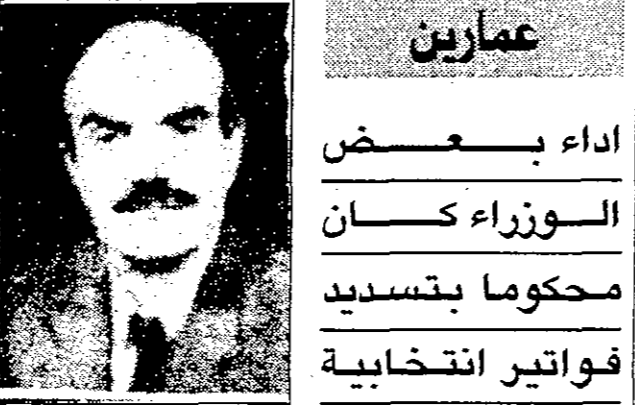 عمارين
اداء بعض
الوزراء كان
محكوما بتسديد
فواتير انتخابية